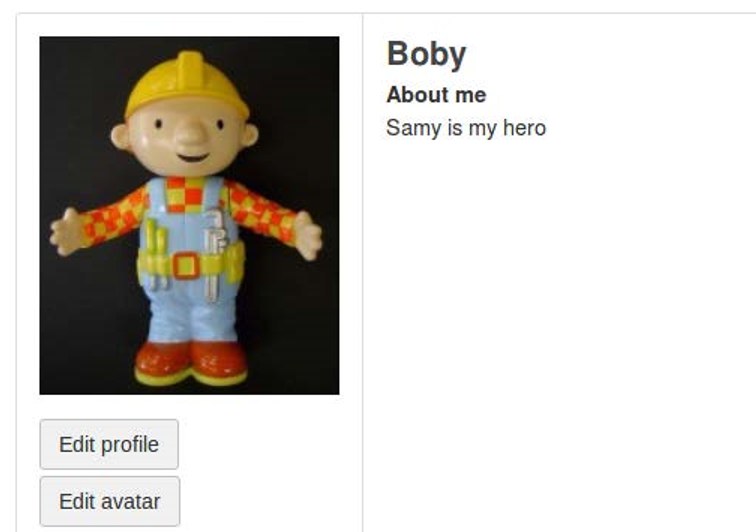 Boby
About me
Samy is my hero
Edit profile
Edit avatar